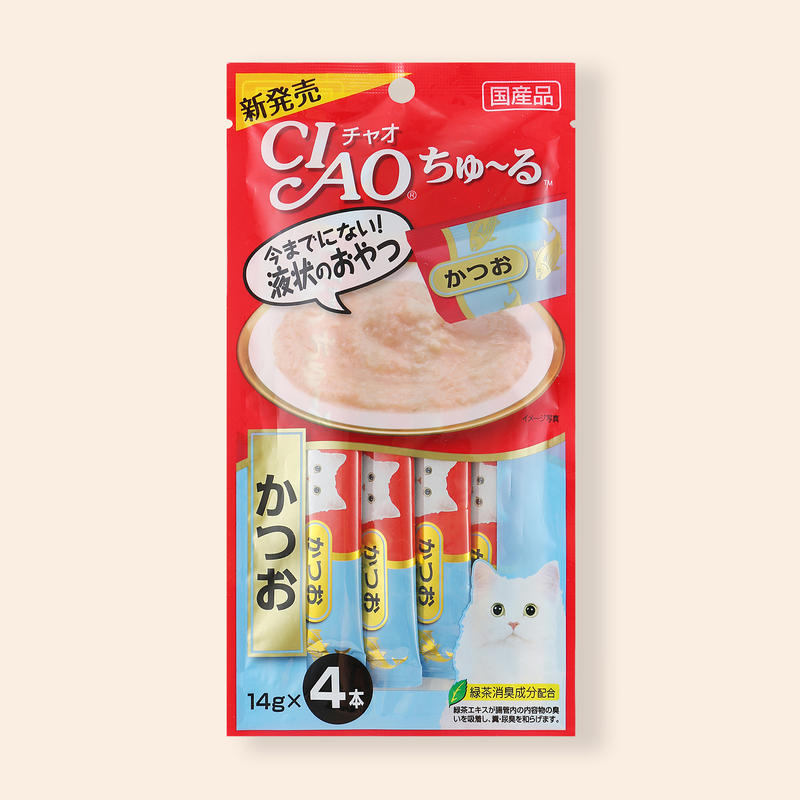 新発売
国産品
チャオ
CIAO®
ちゅ〜る™
今までにない!
液状のおやつ
かつお
イメージ写真
かつお
かつお
かつお
かつお
かつ
14g×4本
緑茶消臭成分配合
緑茶エキスが腸管内の内容物の臭
いを吸着し、糞・尿臭を和らげます。